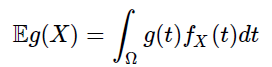 𝔼g(X) = ∫_Ω g(t)f_X(t)dt